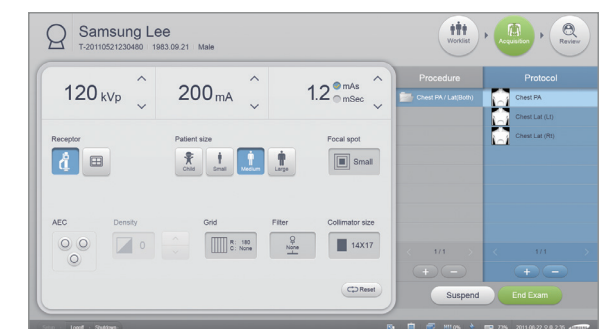 Samsung Lee
T-20110521230480 1983.09.21 Male
Worklist
Acquisition
Review
120 kVp
200 mA
1.2 mAs
mSec
Procedure
Protocol
Chest PA / Lat(Both)
Chest PA
Chest Lat (Lt)
Chest Lat (Rt)
Receptor
Patient size
Focal spot
Child
Small
Medium
Large
Small
AEC
Density
Grid
Filter
Collimator size
0
R: 180
C: None
None
14X17
1/1
1/1
Reset
Suspend
End Exam
Logoff
Shutdown
73%